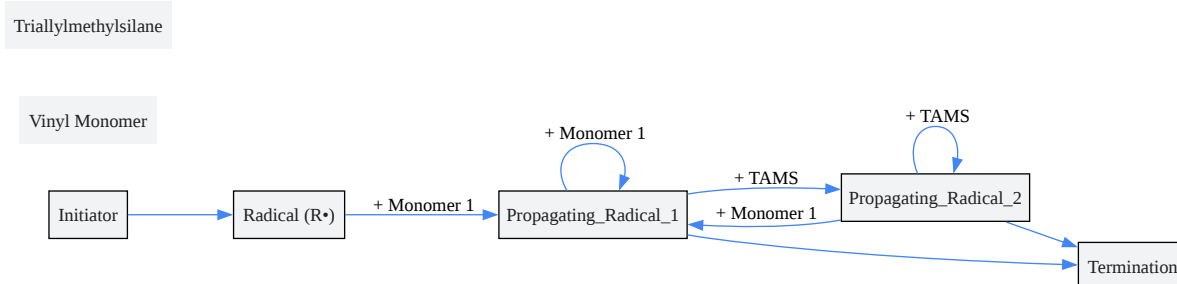 Triallylmethylsilane
Vinyl Monomer
+ TAMS
+ Monomer 1
+ TAMS
Propagating_Radical_2
Initiator
Radical (R•)
+ Monomer 1
Propagating_Radical_1
+ Monomer 1
Termination